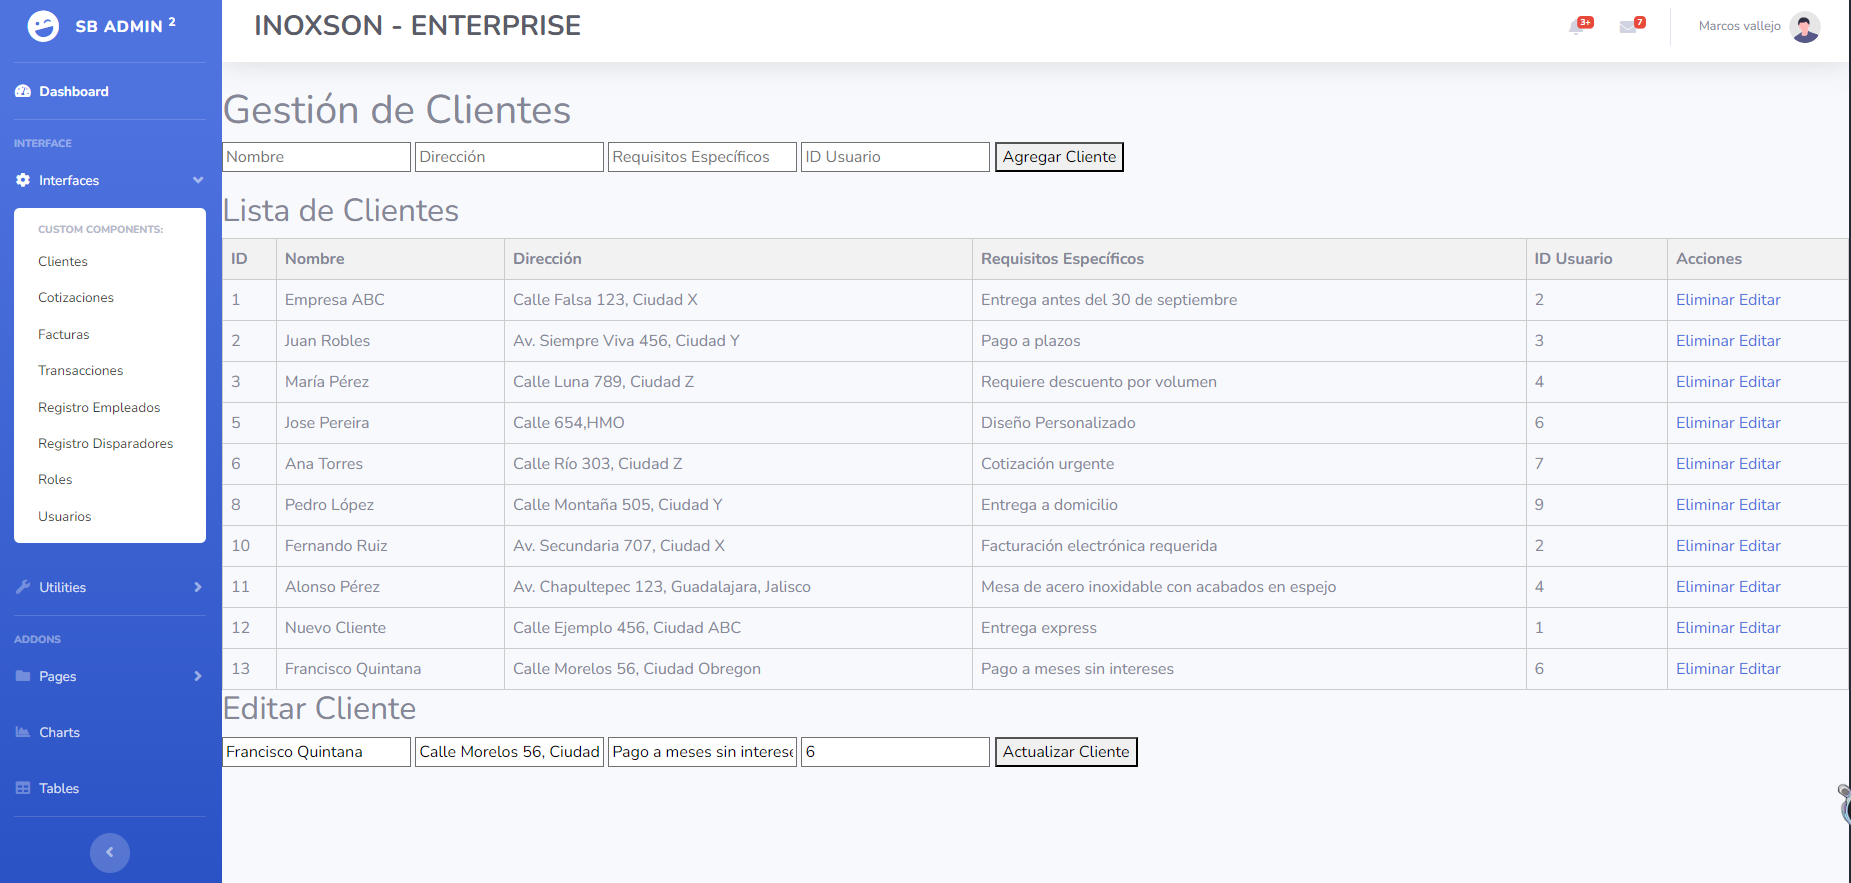 SB ADMIN 2
Dashboard
INTERFACE
Interfaces
CUSTOM COMPONENTS:
Clientes
Cotizaciones
Facturas
Transacciones
Registro Empleados
Registro Disparadores
Roles
Usuarios
Utilities
ADDONS
Pages
Charts
Tables
INOXSON - ENTERPRISE
3+
7
Marcos vallejo
Gestión de Clientes
Nombre Dirección Requisitos Específicos ID Usuario Agregar Cliente
Lista de Clientes
ID Nombre Dirección Requisitos Específicos ID Usuario Acciones
1 Empresa ABC Calle Falsa 123, Ciudad X Entrega antes del 30 de septiembre 2 Eliminar Editar
2 Juan Robles Av. Siempre Viva 456, Ciudad Y Pago a plazos 3 Eliminar Editar
3 María Pérez Calle Luna 789, Ciudad Z Requiere descuento por volumen 4 Eliminar Editar
5 Jose Pereira Calle 654,HMO Diseño Personalizado 6 Eliminar Editar
6 Ana Torres Calle Río 303, Ciudad Z Cotización urgente 7 Eliminar Editar
8 Pedro López Calle Montaña 505, Ciudad Y Entrega a domicilio 9 Eliminar Editar
10 Fernando Ruiz Av. Secundaria 707, Ciudad X Facturación electrónica requerida 2 Eliminar Editar
11 Alonso Pérez Av. Chapultepec 123, Guadalajara, Jalisco Mesa de acero inoxidable con acabados en espejo 4 Eliminar Editar
12 Nuevo Cliente Calle Ejemplo 456, Ciudad ABC Entrega express 1 Eliminar Editar
13 Francisco Quintana Calle Morelos 56, Ciudad Obregon Pago a meses sin intereses 6 Eliminar Editar
Editar Cliente
Francisco Quintana Calle Morelos 56, Ciudad Pago a meses sin interese 6 Actualizar Cliente